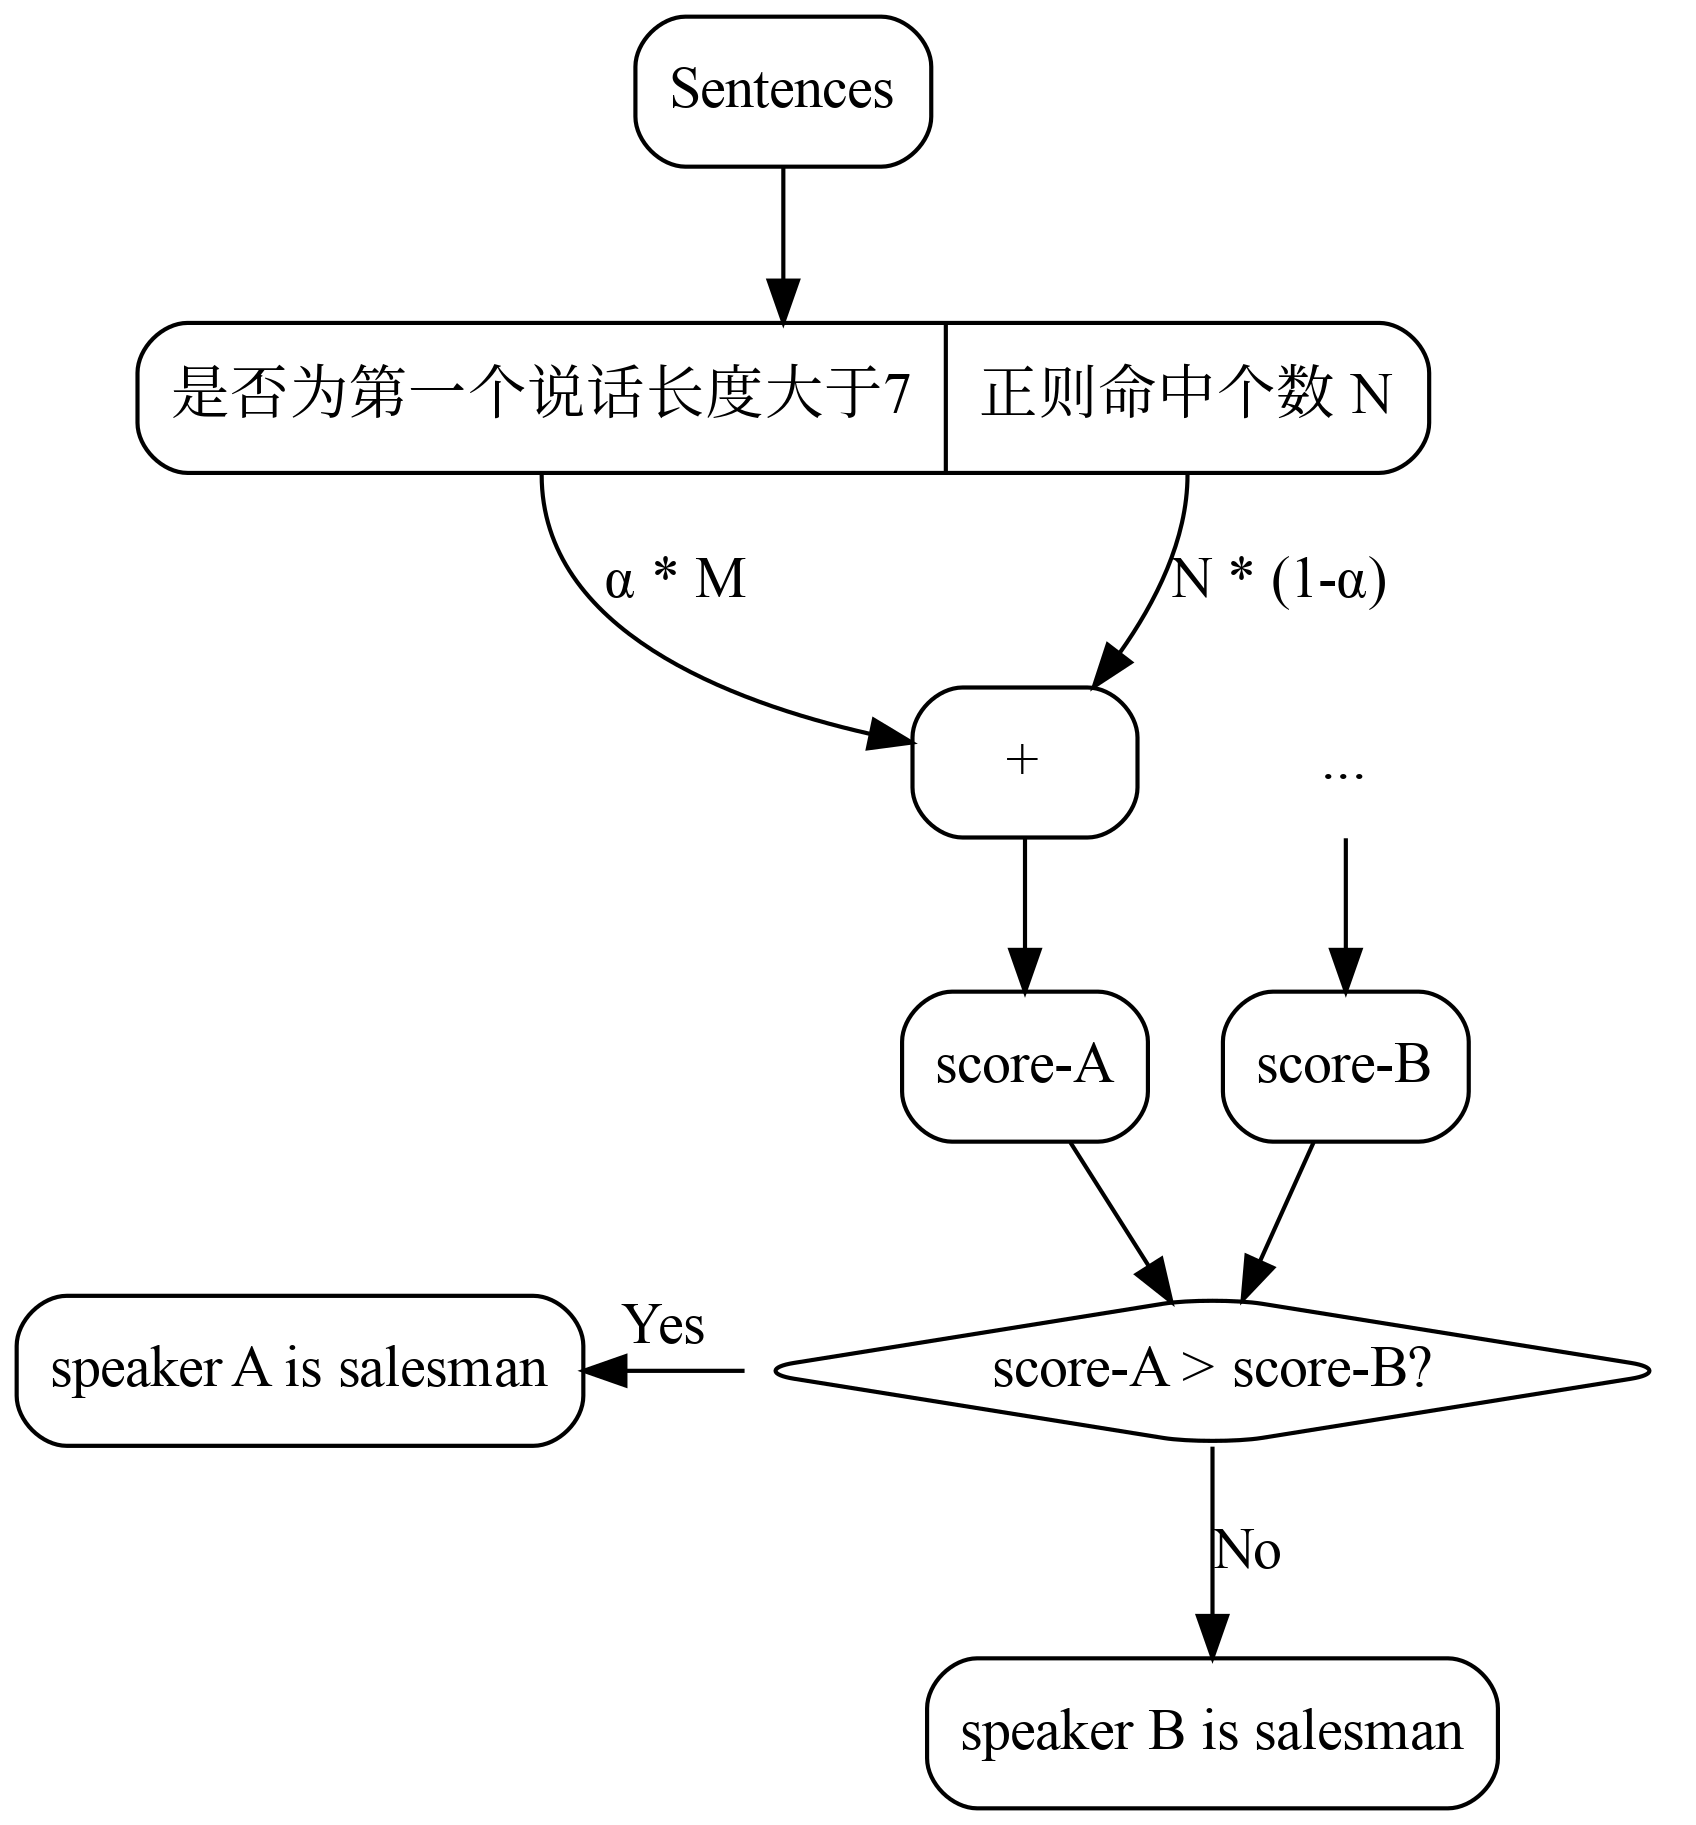 Sentences
是否为第一个说话长度大于7
正则命中个数 N
α * M
N * (1-α)
+
...
score-A
score-B
Yes
speaker A is salesman
score-A > score-B?
No
speaker B is salesman